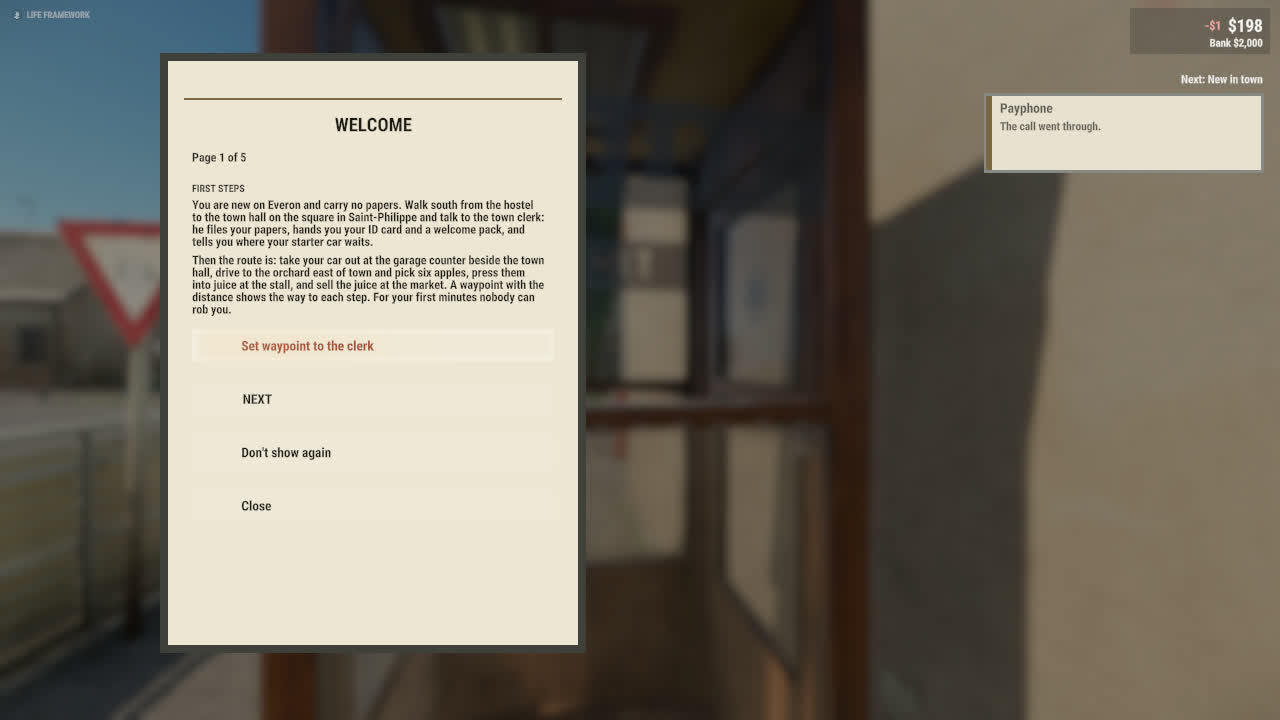 LIFE FRAMEWORK
-$1 $198
Bank $2,000
Next: New in town
Payphone
The call went through.
WELCOME
Page 1 of 5
FIRST STEPS
You are new on Everon and carry no papers. Walk south from the hostel
to the town hall on the square in Saint-Philippe and talk to the town clerk:
he files your papers, hands you your ID card and a welcome pack, and
tells you where your starter car waits.
Then the route is: take your car out at the garage counter beside the town
hall, drive to the orchard east of town and pick six apples, press them
into juice at the stall, and sell the juice at the market. A waypoint with the
distance shows the way to each step. For your first minutes nobody can
rob you.
Set waypoint to the clerk
NEXT
Don't show again
Close